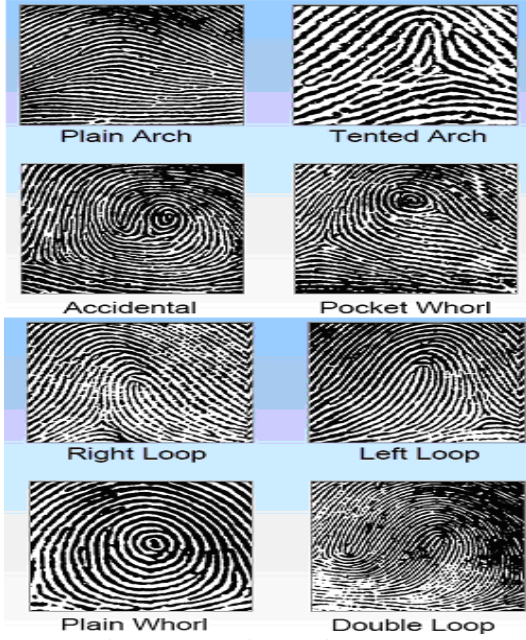 Plain Arch Tented Arch
Accidental Pocket Whorl
Right Loop Left Loop
Plain Whorl Double Loop